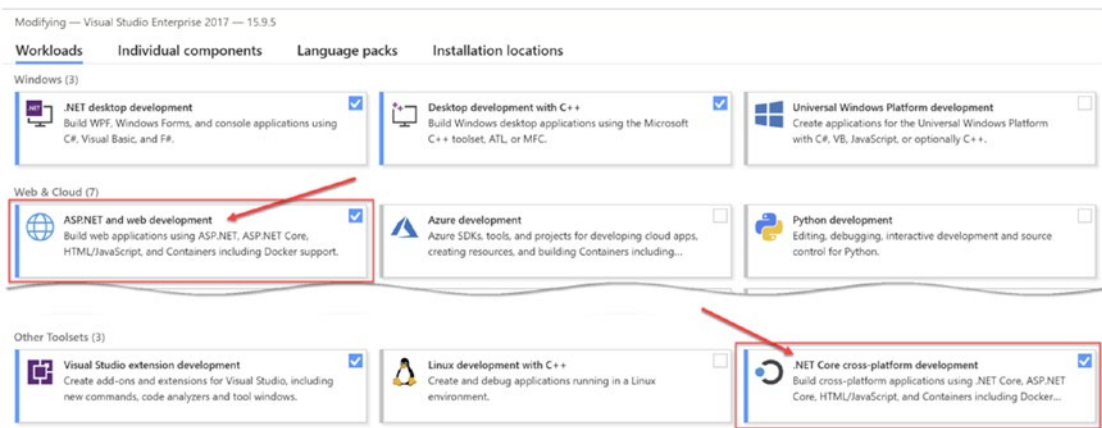 Modifying — Visual Studio Enterprise 2017 — 15.9.5
Workloads Individual components Language packs Installation locations
Windows (3)
.NET desktop development
Build WPF, Windows Forms, and console applications using
C#, Visual Basic, and F#.
Desktop development with C++
Build Windows desktop applications using the Microsoft
C++ toolset, ATL, or MFC.
Universal Windows Platform development
Create applications for the Universal Windows Platform
with C#, VB, JavaScript, or optionally C++.
Web & Cloud (7)
ASP.NET and web development
Build web applications using ASP.NET, ASP.NET Core,
HTML/JavaScript, and Containers including Docker support.
Azure development
Azure SDKs, tools, and projects for developing cloud apps,
creating resources, and building Containers including...
Python development
Editing, debugging, interactive development and source
control for Python.
Other Toolsets (3)
Visual Studio extension development
Create add-ons and extensions for Visual Studio, including
new commands, code analyzers and tool windows.
Linux development with C++
Create and debug applications running in a Linux
environment.
.NET Core cross-platform development
Build cross-platform applications using .NET Core, ASP.NET
Core, HTML/JavaScript, and Containers including Docker...